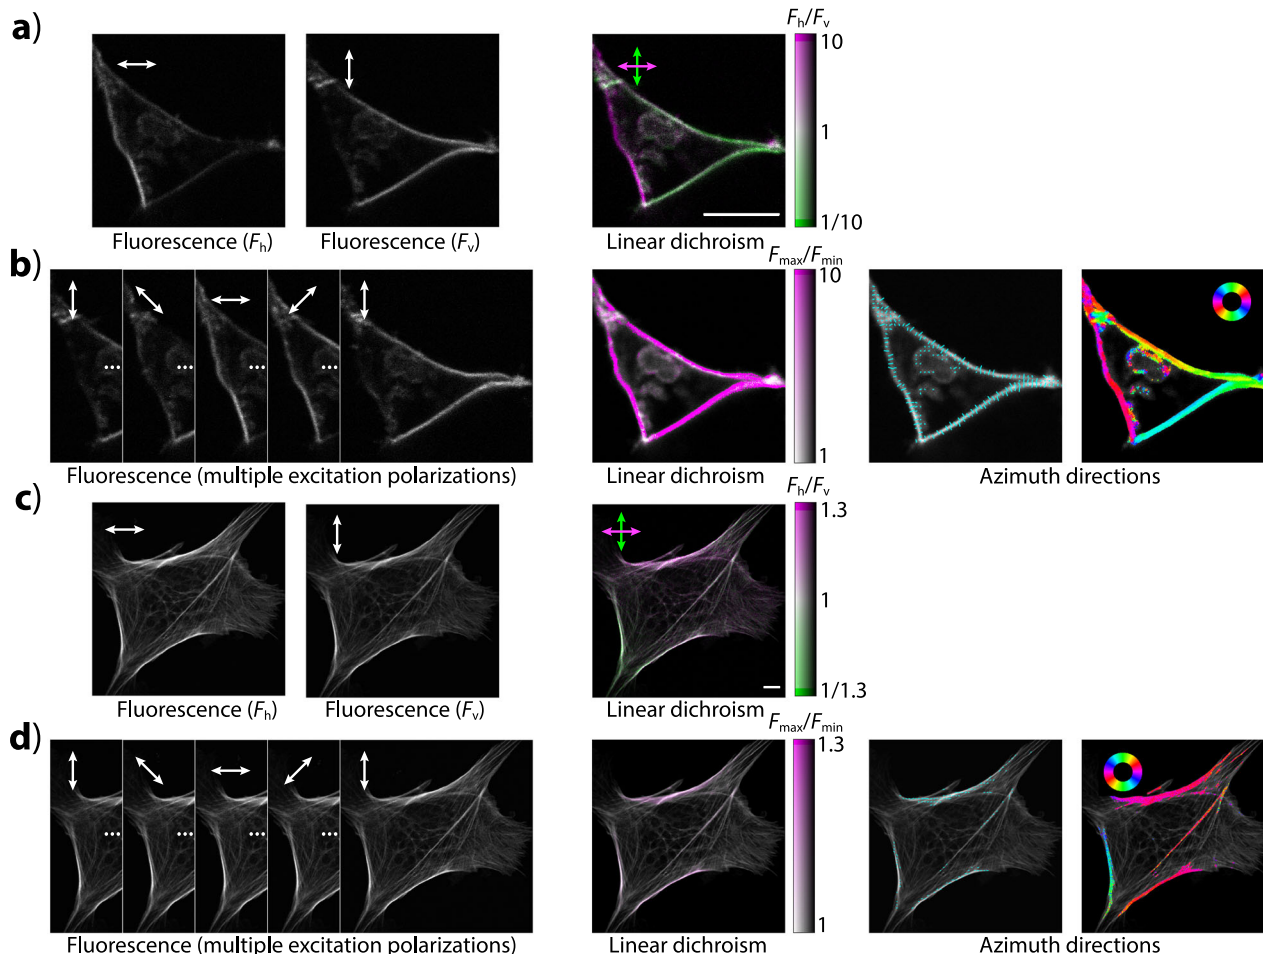 a)
F_h/F_v
10
1
1/10
Fluorescence (F_h)
Fluorescence (F_v)
Linear dichroism
b)
F_max/F_min
10
1
Fluorescence (multiple excitation polarizations)
Linear dichroism
Azimuth directions
c)
F_h/F_v
1.3
1
1/1.3
Fluorescence (F_h)
Fluorescence (F_v)
Linear dichroism
d)
F_max/F_min
1.3
1
Fluorescence (multiple excitation polarizations)
Linear dichroism
Azimuth directions